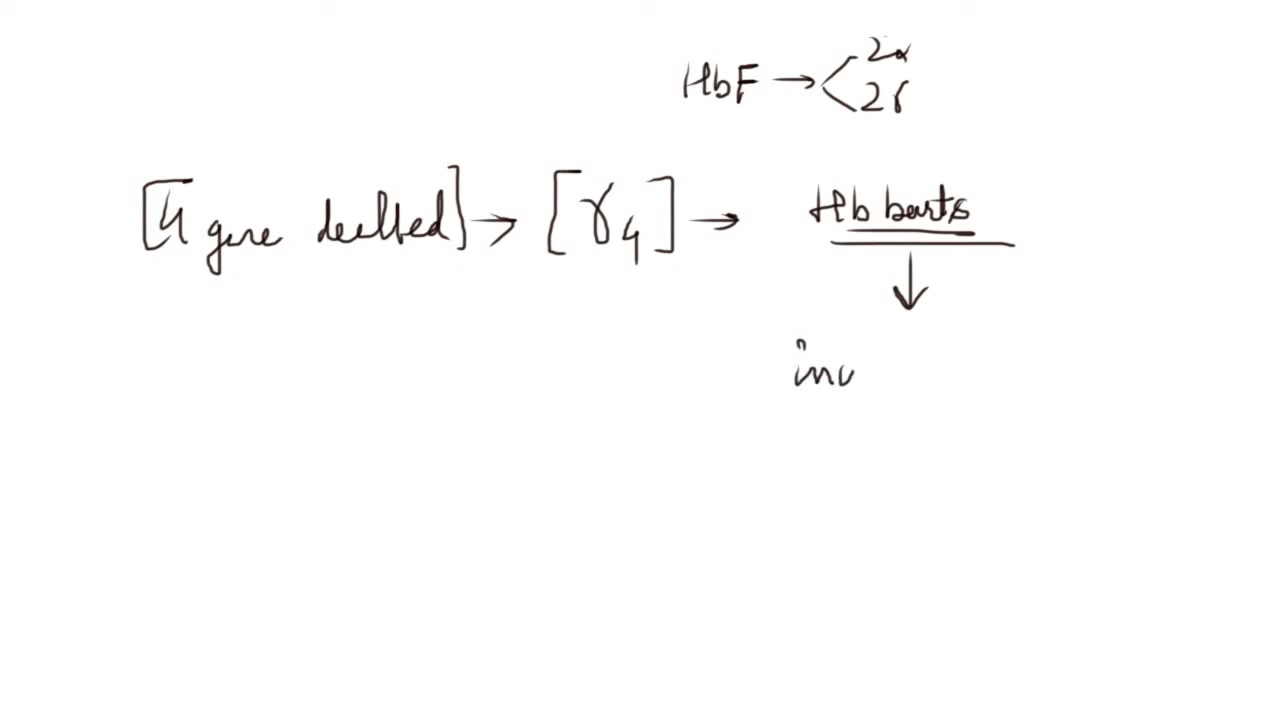 HbF → < 2α
2γ
[4 gene deleted] → [γ4] → Hb barts
↓
inc